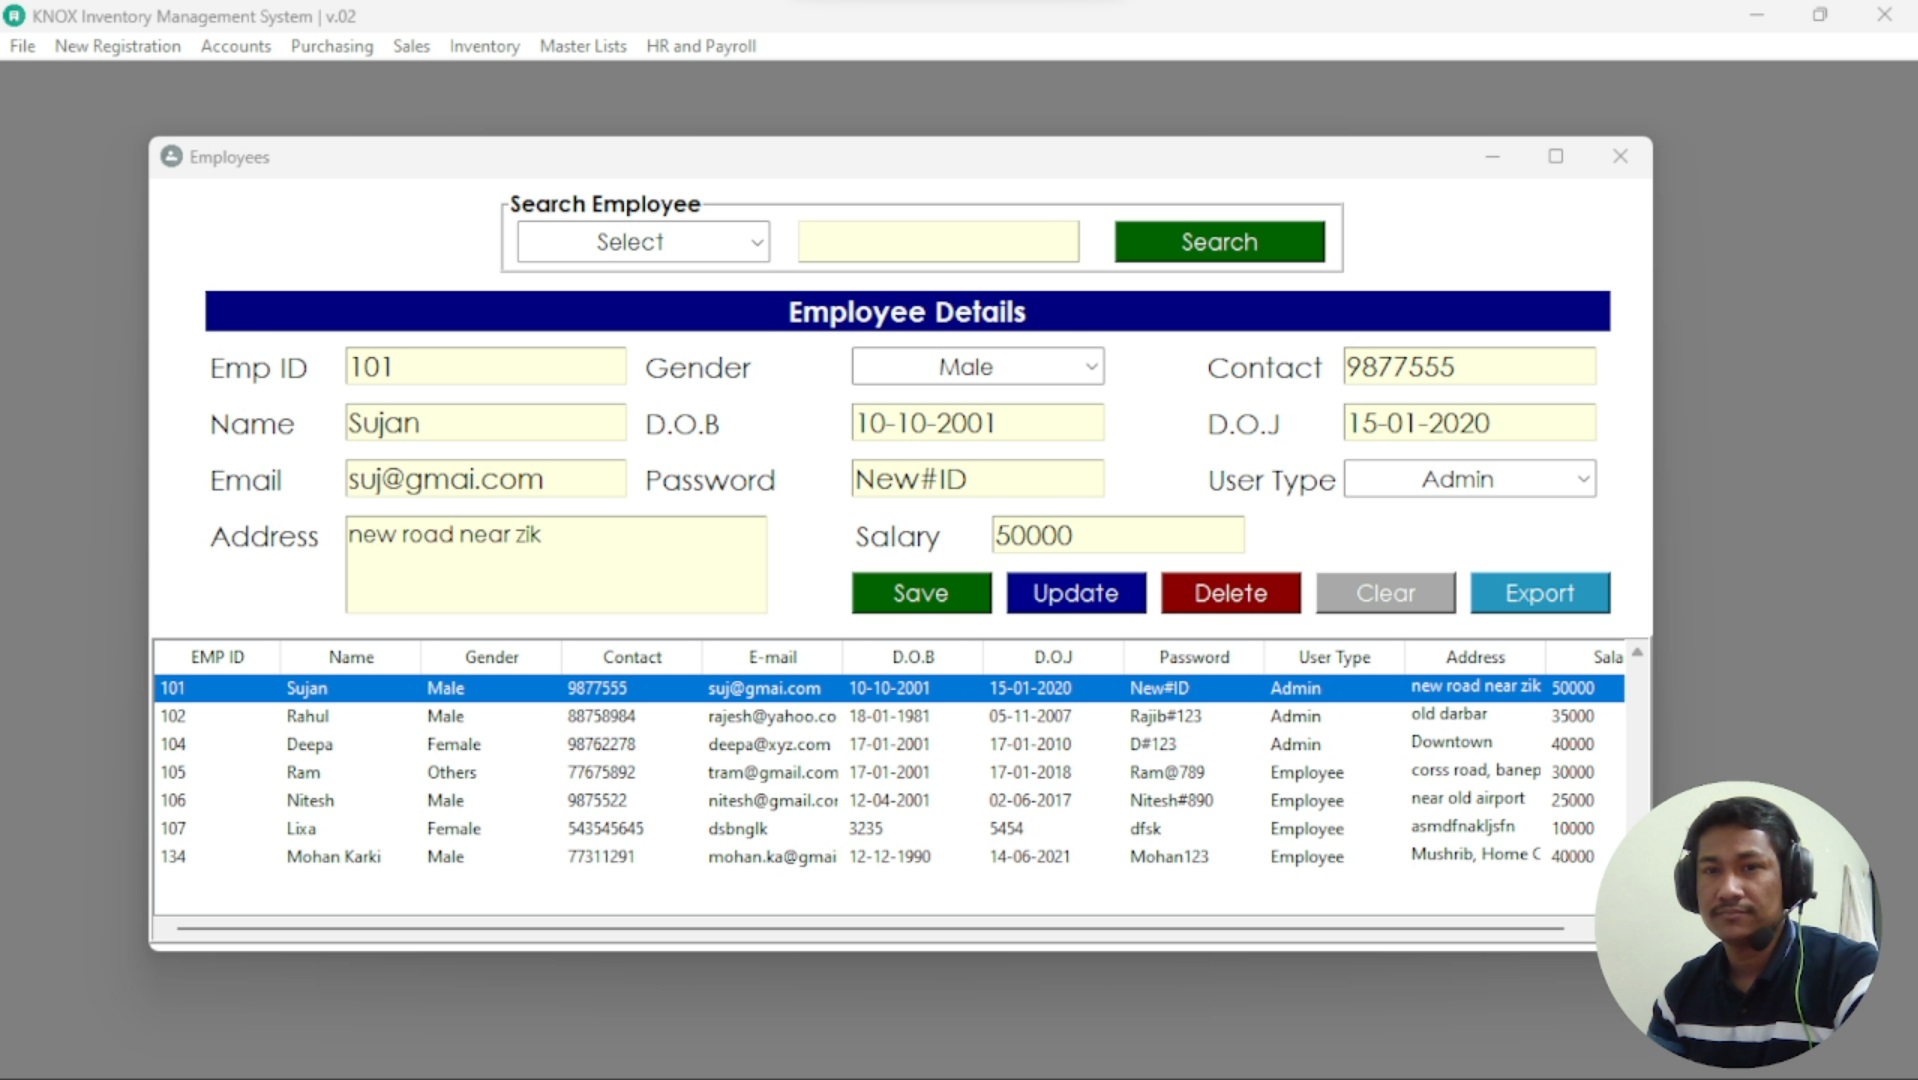 KNOX Inventory Management System | v.02
File New Registration Accounts Purchasing Sales Inventory Master Lists HR and Payroll
Employees
Search Employee
Select Search
Employee Details
Emp ID 101 Gender Male Contact 9877555
Name Sujan D.O.B 10-10-2001 D.O.J 15-01-2020
Email suj@gmai.com Password New#ID User Type Admin
Address new road near zik Salary 50000
Save Update Delete Clear Export
EMP ID Name Gender Contact E-mail D.O.B D.O.J Password User Type Address Sala
101 Sujan Male 9877555 suj@gmai.com 10-10-2001 15-01-2020 New#ID Admin new road near zik 50000
102 Rahul Male 88758984 rajesh@yahoo.co 18-01-1981 05-11-2007 Rajib#123 Admin old darbar 35000
104 Deepa Female 98762278 deepa@xyz.com 17-01-2001 17-01-2010 D#123 Admin Downtown 40000
105 Ram Others 77675892 tram@gmail.com 17-01-2001 17-01-2018 Ram@789 Employee corss road, banep 30000
106 Nitesh Male 9875522 nitesh@gmail.cor 12-04-2001 02-06-2017 Nitesh#890 Employee near old airport 25000
107 Lixa Female 543545645 dsbnglk 3235 5454 dfsk Employee asmdfnakljsfn 10000
134 Mohan Karki Male 77311291 mohan.ka@gmai 12-12-1990 14-06-2021 Mohan123 Employee Mushrib, Home C 40000